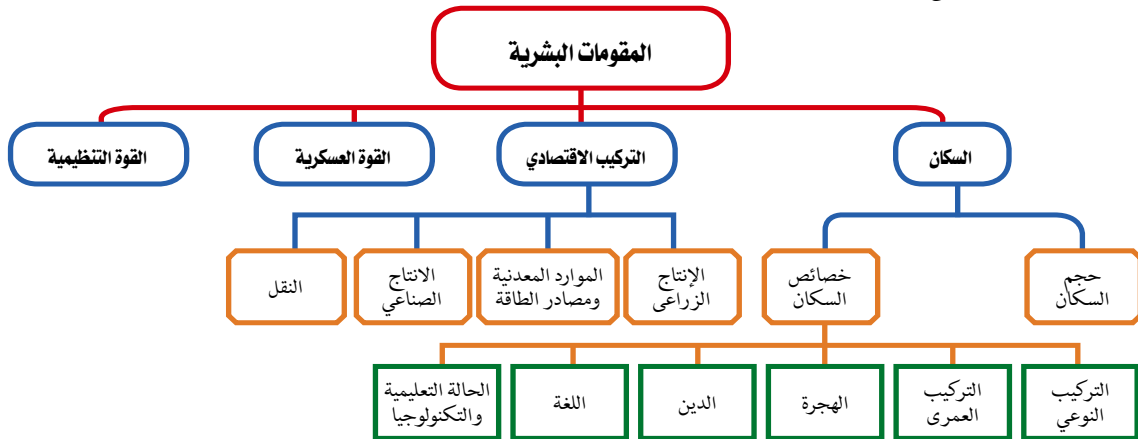 المقومات البشرية
السكان
التركيب الاقتصادي
القوة العسكرية
القوة التنظيمية
حجم
السكان
خصائص
السكان
الإنتاج
الزراعى
الموارد المعدنية
ومصادر الطاقة
الانتاج
الصناعي
النقل
التركيب
النوعي
التركيب
العمرى
الهجرة
الدين
اللغة
الحالة التعليمية
والتكنولوجيا